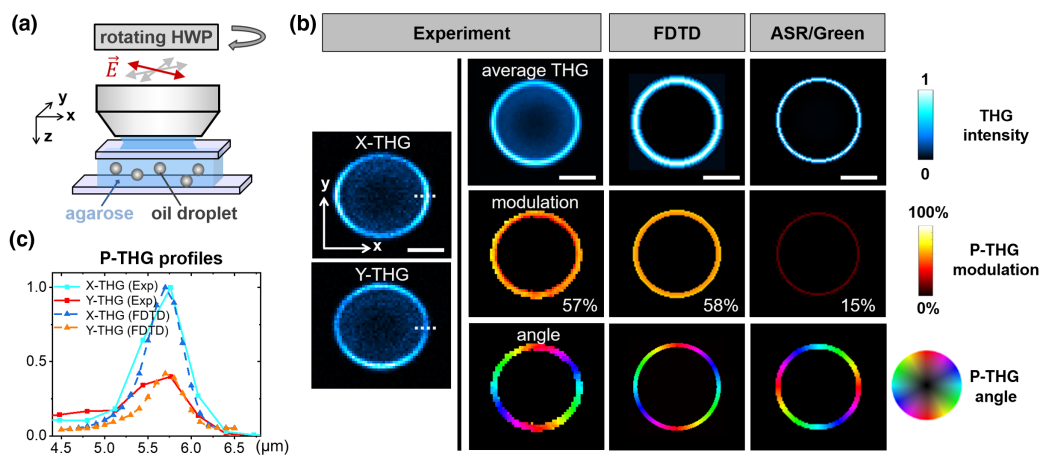 (a)
rotating HWP
E
y
x
z
agarose
oil droplet
(b)
Experiment
FDTD
ASR/Green
average THG
X-THG
y
x
Y-THG
modulation
57%
58%
15%
angle
1
THG
intensity
0
100%
P-THG
modulation
0%
P-THG
angle
(c)
P-THG profiles
X-THG (Exp)
Y-THG (Exp)
X-THG (FDTD)
Y-THG (FDTD)
1.0
0.5
0.0
4.5 5.0 5.5 6.0 6.5 (μm)